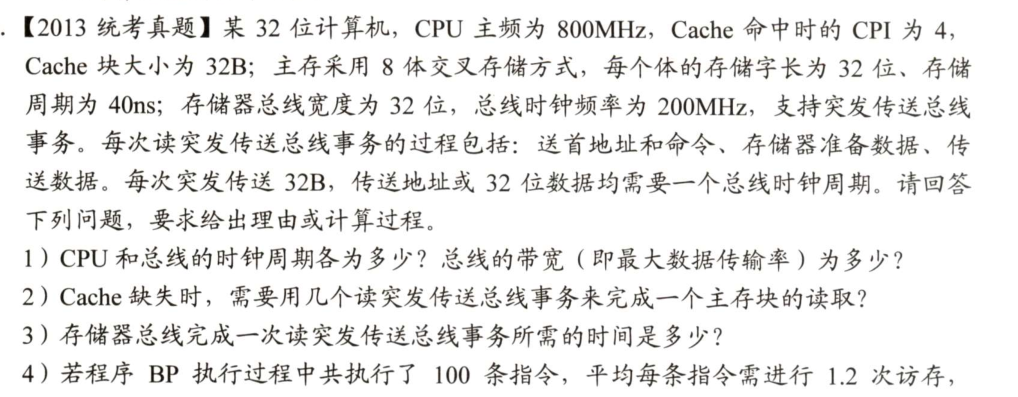 .【2013 统考真题】某 32 位计算机，CPU 主频为 800MHz，Cache 命中时的 CPI 为 4，
Cache 块大小为 32B；主存采用 8 体交叉存储方式，每个体的存储字长为 32 位、存储
周期为 40ns；存储器总线宽度为 32 位，总线时钟频率为 200MHz，支持突发传送总线
事务。每次读突发传送总线事务的过程包括：送首地址和命令、存储器准备数据、传
送数据。每次突发传送 32B，传送地址或 32 位数据均需要一个总线时钟周期。请回答
下列问题，要求给出理由或计算过程。
1）CPU 和总线的时钟周期各为多少？总线的带宽（即最大数据传输率）为多少？
2）Cache 缺失时，需要用几个读突发传送总线事务来完成一个主存块的读取？
3）存储器总线完成一次读突发传送总线事务所需的时间是多少？
4）若程序 BP 执行过程中共执行了 100 条指令，平均每条指令需进行 1.2 次访存，